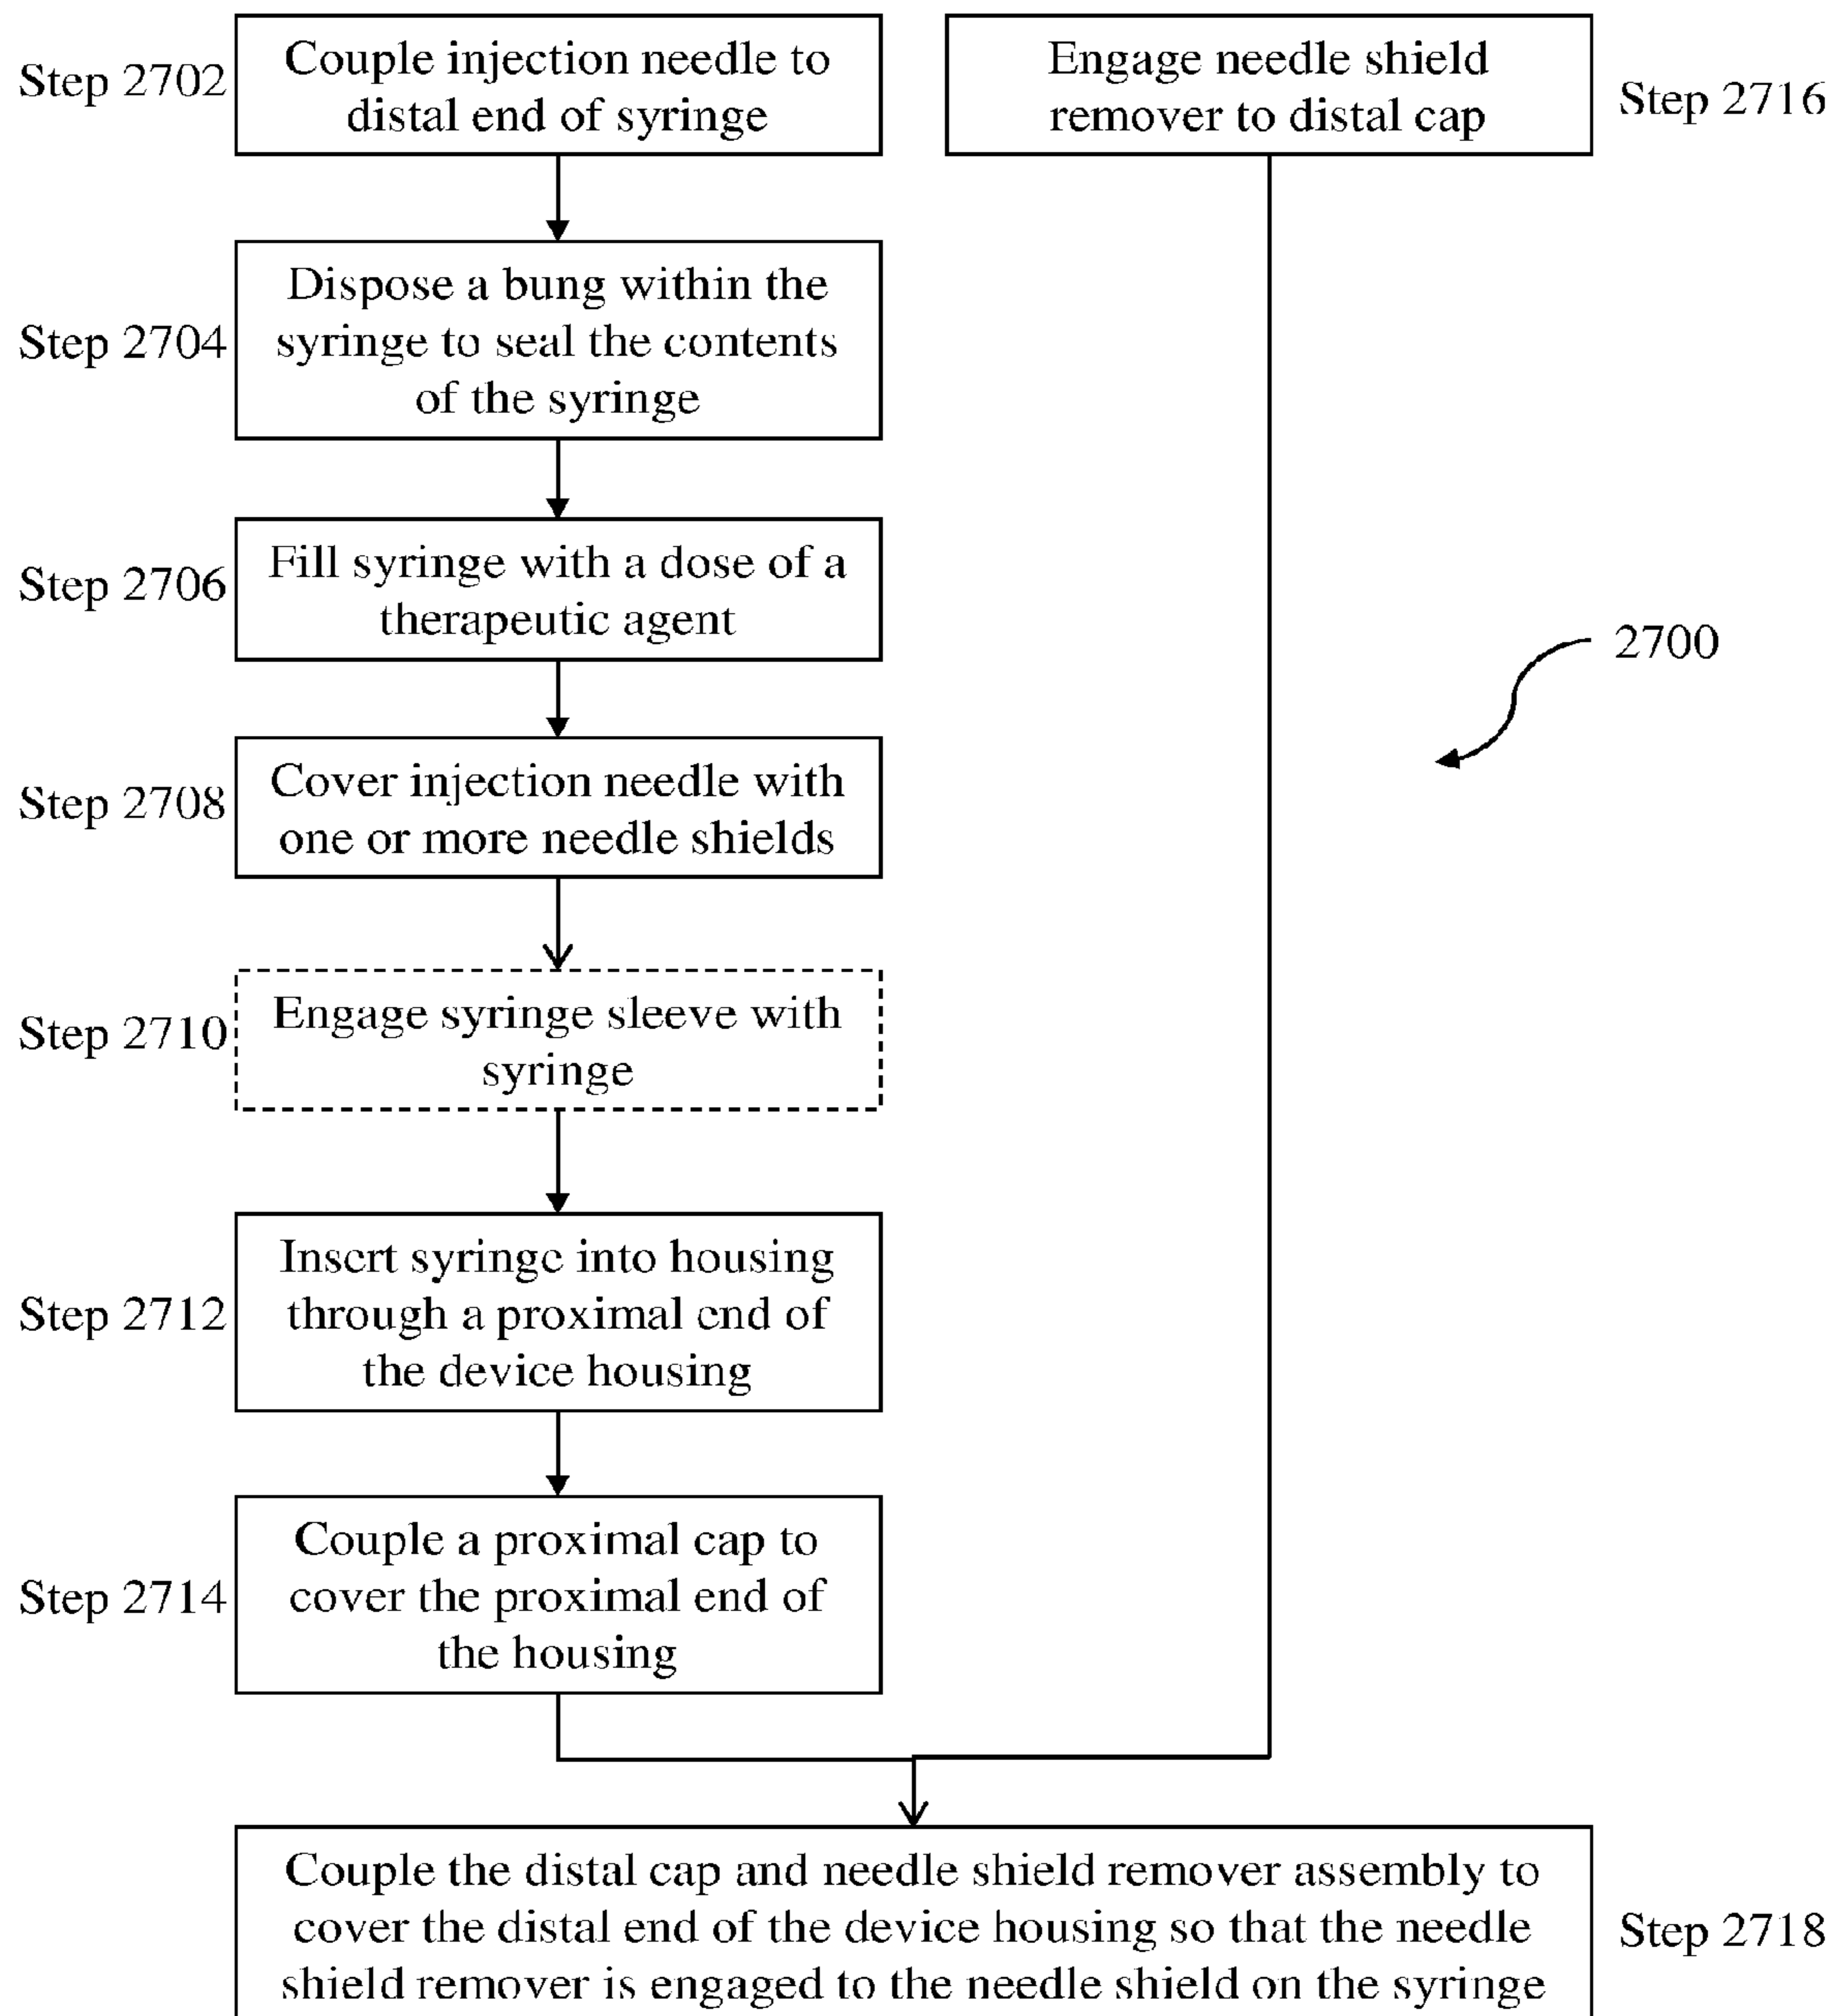 Step 2702
Couple injection needle to
distal end of syringe
Engage needle shield
remover to distal cap
Step 2716
Step 2704
Dispose a bung within the
syringe to seal the contents
of the syringe
Step 2706
Fill syringe with a dose of a
therapeutic agent
2700
Step 2708
Cover injection needle with
one or more needle shields
Step 2710
Engage syringe sleeve with
syringe
Step 2712
Insert syringe into housing
through a proximal end of
the device housing
Step 2714
Couple a proximal cap to
cover the proximal end of
the housing
Couple the distal cap and needle shield remover assembly to
cover the distal end of the device housing so that the needle
shield remover is engaged to the needle shield on the syringe
Step 2718